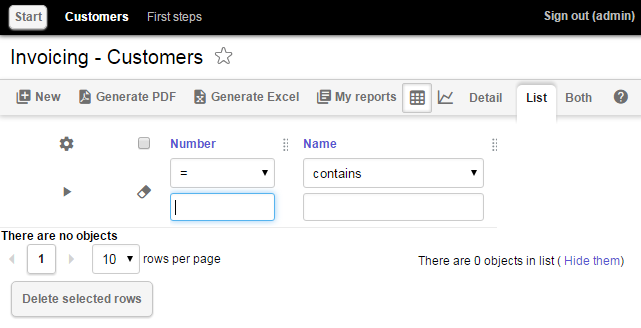 Start Customers First steps Sign out (admin)
Invoicing - Customers
New Generate PDF Generate Excel My reports Detail List Both ?
Number Name
= contains
There are no objects
1 10 rows per page There are 0 objects in list ( Hide them)
Delete selected rows